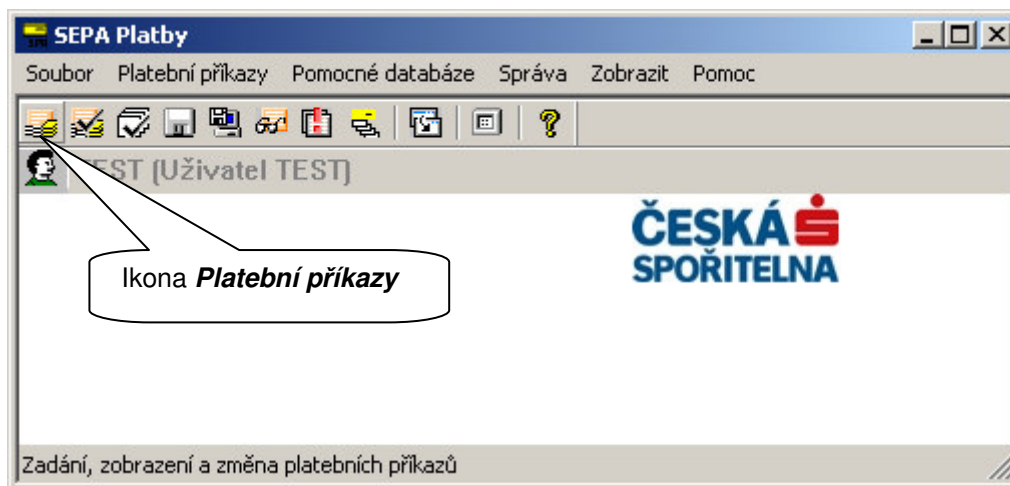 SEPA Platby
Soubor Platební příkazy Pomocné databáze Správa Zobrazit Pomoc
TEST (Uživatel TEST)
ČESKÁ
SPOŘITELNA
Ikona Platební příkazy
Zadání, zobrazení a změna platebních příkazů